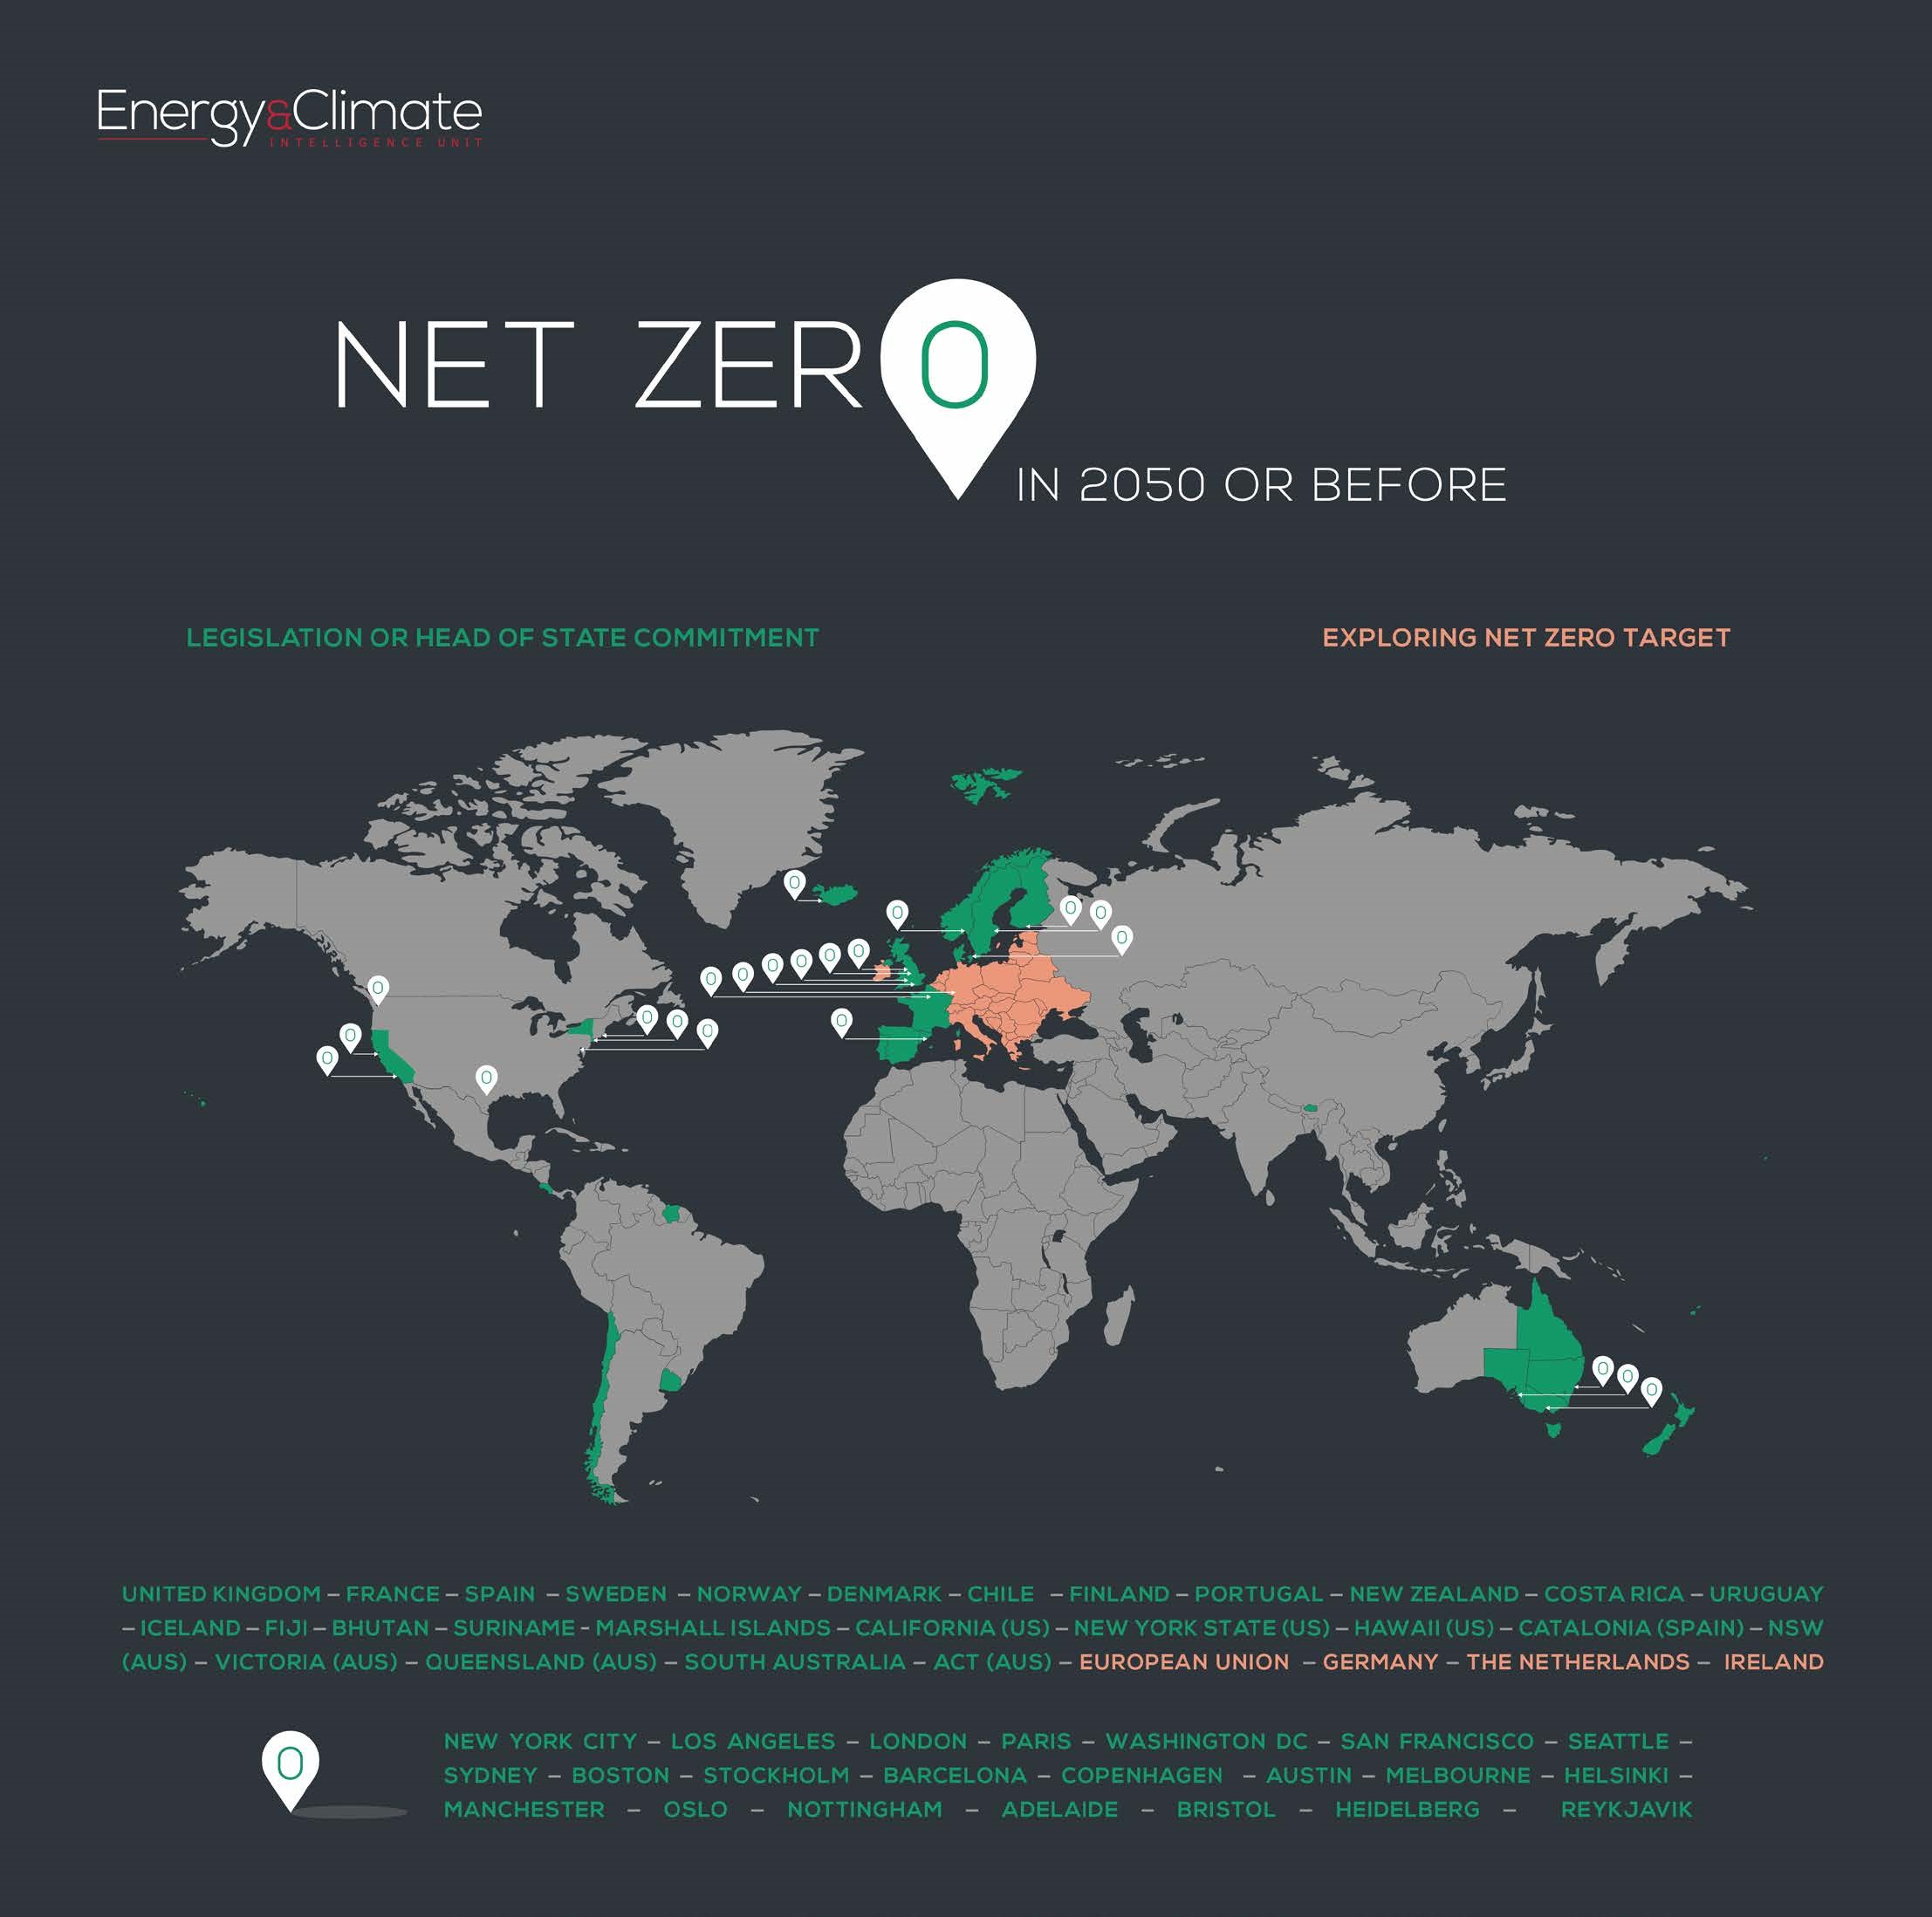 Energy&Climate
INTELLIGENCE UNIT
NET ZERO
IN 2050 OR BEFORE
LEGISLATION OR HEAD OF STATE COMMITMENT
EXPLORING NET ZERO TARGET
UNITED KINGDOM – FRANCE – SPAIN – SWEDEN – NORWAY – DENMARK – CHILE – FINLAND – PORTUGAL – NEW ZEALAND – COSTA RICA – URUGUAY
– ICELAND – FIJI – BHUTAN – SURINAME - MARSHALL ISLANDS – CALIFORNIA (US) – NEW YORK STATE (US) – HAWAII (US) – CATALONIA (SPAIN) – NSW
(AUS) – VICTORIA (AUS) – QUEENSLAND (AUS) – SOUTH AUSTRALIA – ACT (AUS) – EUROPEAN UNION – GERMANY – THE NETHERLANDS – IRELAND
0
NEW YORK CITY – LOS ANGELES – LONDON – PARIS – WASHINGTON DC – SAN FRANCISCO – SEATTLE –
SYDNEY – BOSTON – STOCKHOLM – BARCELONA – COPENHAGEN – AUSTIN – MELBOURNE – HELSINKI –
MANCHESTER – OSLO – NOTTINGHAM – ADELAIDE – BRISTOL – HEIDELBERG – REYKJAVIK